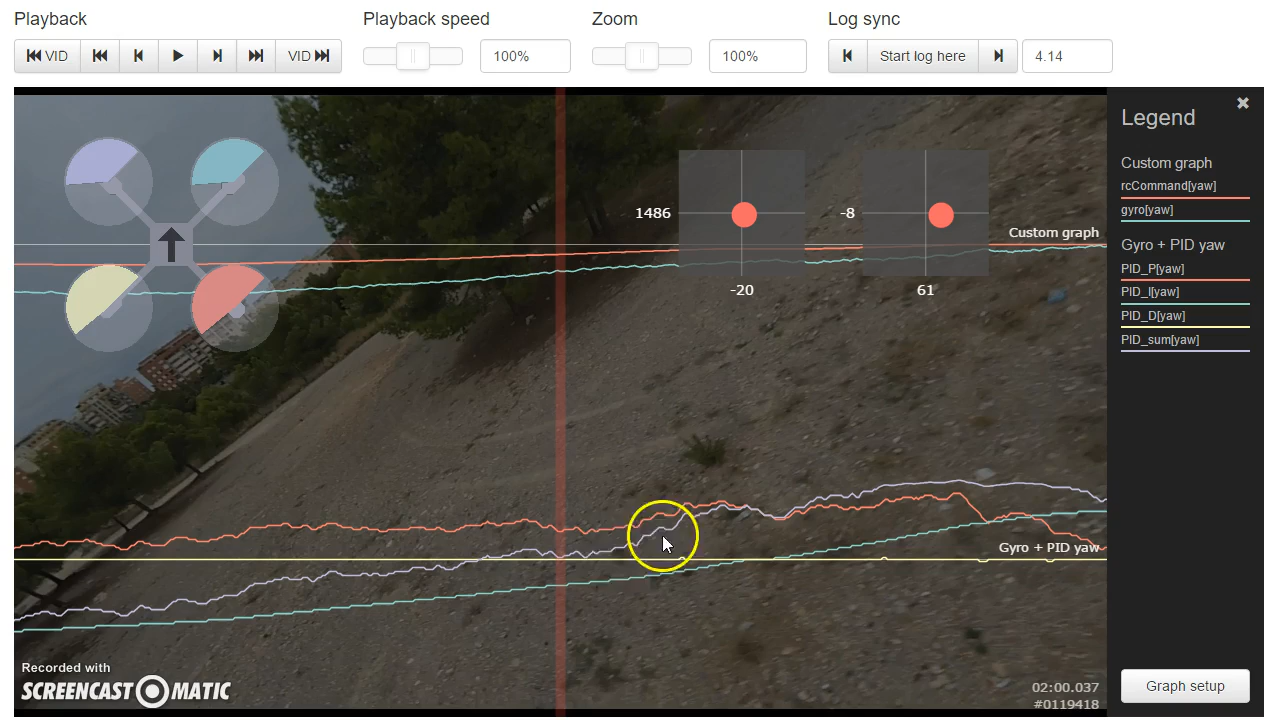 Playback
Playback speed
Zoom
Log sync
VID
VID
100%
100%
Start log here
4.14
1486
-20
-8
61
Custom graph
Gyro + PID yaw
Legend
Custom graph
rcCommand[yaw]
gyro[yaw]
Gyro + PID yaw
PID_P[yaw]
PID_I[yaw]
PID_D[yaw]
PID_sum[yaw]
Graph setup
Recorded with
SCREENCAST-O-MATIC
02:00.037
#0119418